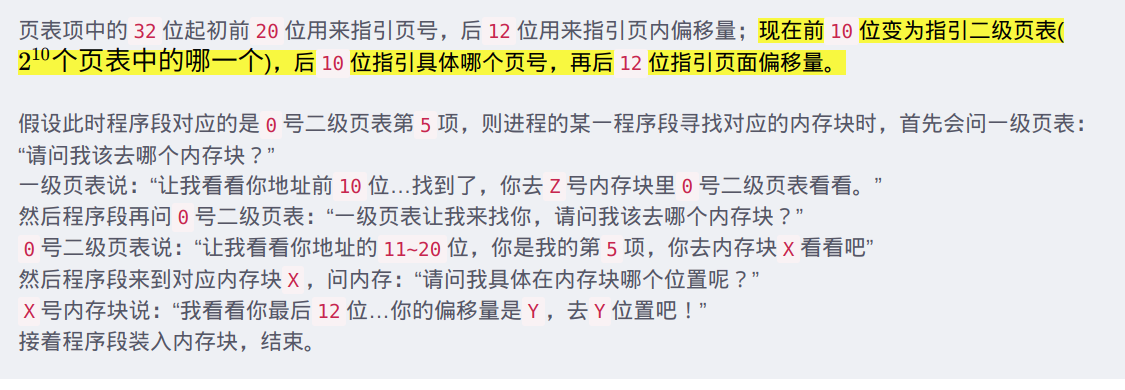 页表项中的 32 位起初前 20 位用来指引页号，后 12 位用来指引页内偏移量；现在前 10 位变为指引二级页表(
2^10个页表中的哪一个)，后 10 位指引具体哪个页号，再后 12 位指引页面偏移量。
假设此时程序段对应的是 0 号二级页表第 5 项，则进程的某一程序段寻找对应的内存块时，首先会问一级页表：
“请问我该去哪个内存块？”
一级页表说：“让我看看你地址前 10 位…找到了，你去 Z 号内存块里 0 号二级页表看看。”
然后程序段再问 0 号二级页表：“一级页表让我来找你，请问我该去哪个内存块？”
0 号二级页表说：“让我看看你地址的 11~20 位，你是我的第 5 项，你去内存块 X 看看吧”
然后程序段来到对应内存块 X ，问内存：“请问我具体在内存块哪个位置呢？”
X 号内存块说：“我看看你最后 12 位…你的偏移量是 Y ，去 Y 位置吧！”
接着程序段装入内存块，结束。